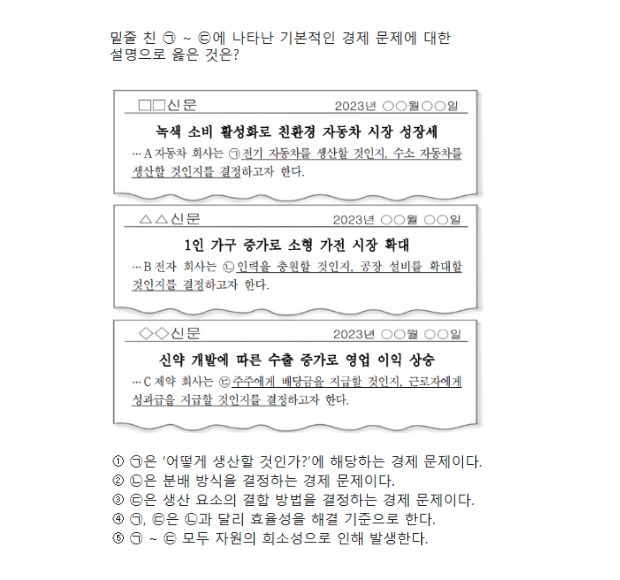 밑줄 친 ㉠ ~ ㉢에 나타난 기본적인 경제 문제에 대한
설명으로 옳은 것은?
□□신문 2023년 ○○월○○일
녹색 소비 활성화로 친환경 자동차 시장 성장세
… A 자동차 회사는 ㉠전기 자동차를 생산할 것인지, 수소 자동차를
생산할 것인지를 결정하고자 한다.
△△신문 2023년 ○○월 ○○일
1인 가구 증가로 소형 가전 시장 확대
… B 전자 회사는 ㉡인력을 충원할 것인지, 공장 설비를 확대할
것인지를 결정하고자 한다.
◇◇신문 2023년 ○○월 ○○일
신약 개발에 따른 수출 증가로 영업 이익 상승
… C 제약 회사는 ㉢주주에게 배당금을 지급할 것인지, 근로자에게
성과급을 지급할 것인지를 결정하고자 한다.
① ㉠은 '어떻게 생산할 것인가?'에 해당하는 경제 문제이다.
② ㉡은 분배 방식을 결정하는 경제 문제이다.
③ ㉢은 생산 요소의 결합 방법을 결정하는 경제 문제이다.
④ ㉠, ㉢은 ㉡과 달리 효율성을 해결 기준으로 한다.
⑤ ㉠ ~ ㉢ 모두 자원의 희소성으로 인해 발생한다.